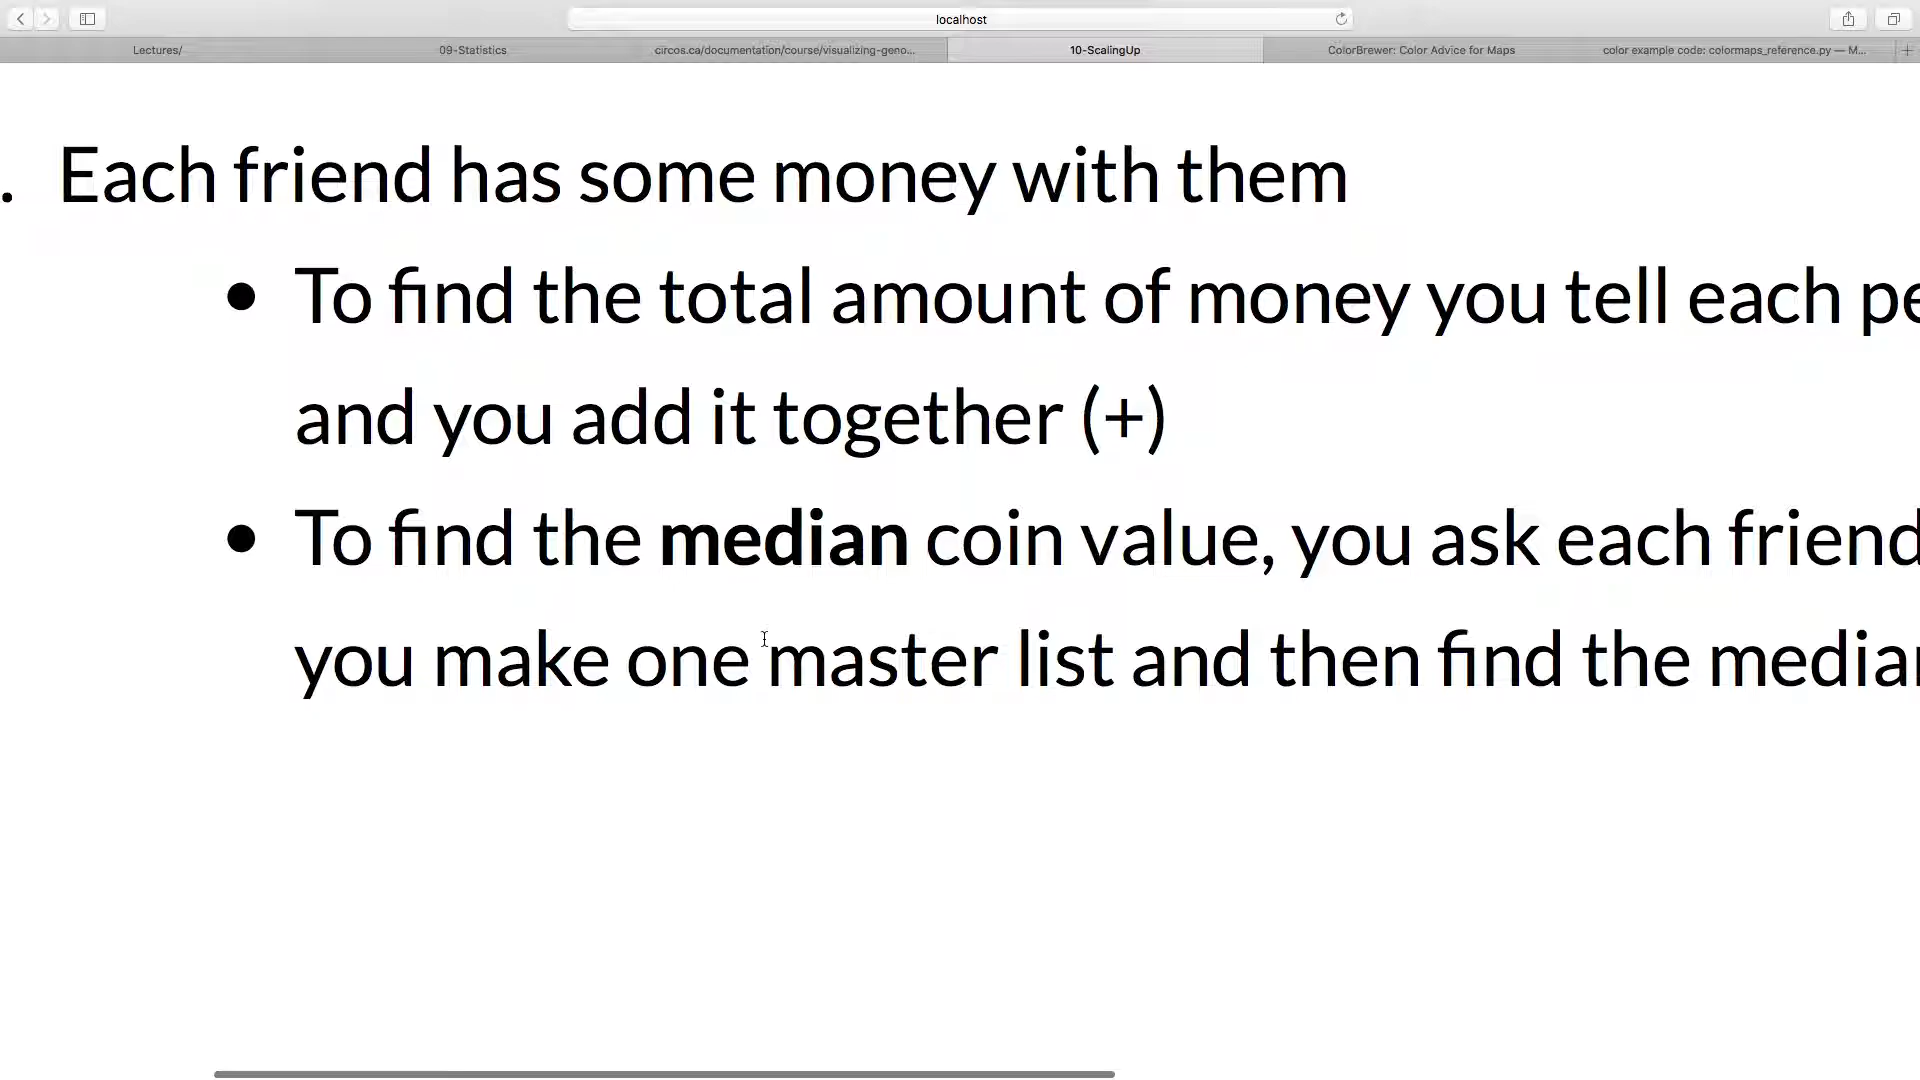 localhost
Lectures/
09-Statistics
circos.ca/documentation/course/visualizing-geno...
10-ScalingUp
ColorBrewer: Color Advice for Maps
color example code: colormaps_reference.py — M...
. Each friend has some money with them
• To find the total amount of money you tell each
and you add it together (+)
• To find the median coin value, you ask each friend
you make one master list and then find the